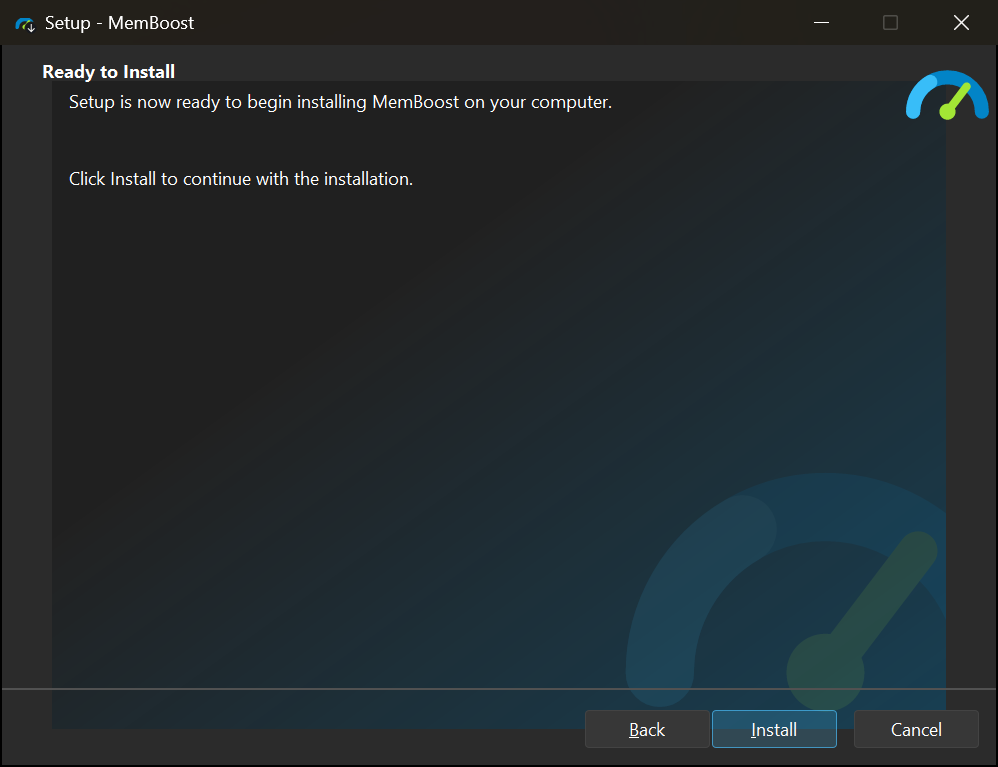 Setup - MemBoost
Ready to Install
Setup is now ready to begin installing MemBoost on your computer.
Click Install to continue with the installation.
Back
Install
Cancel